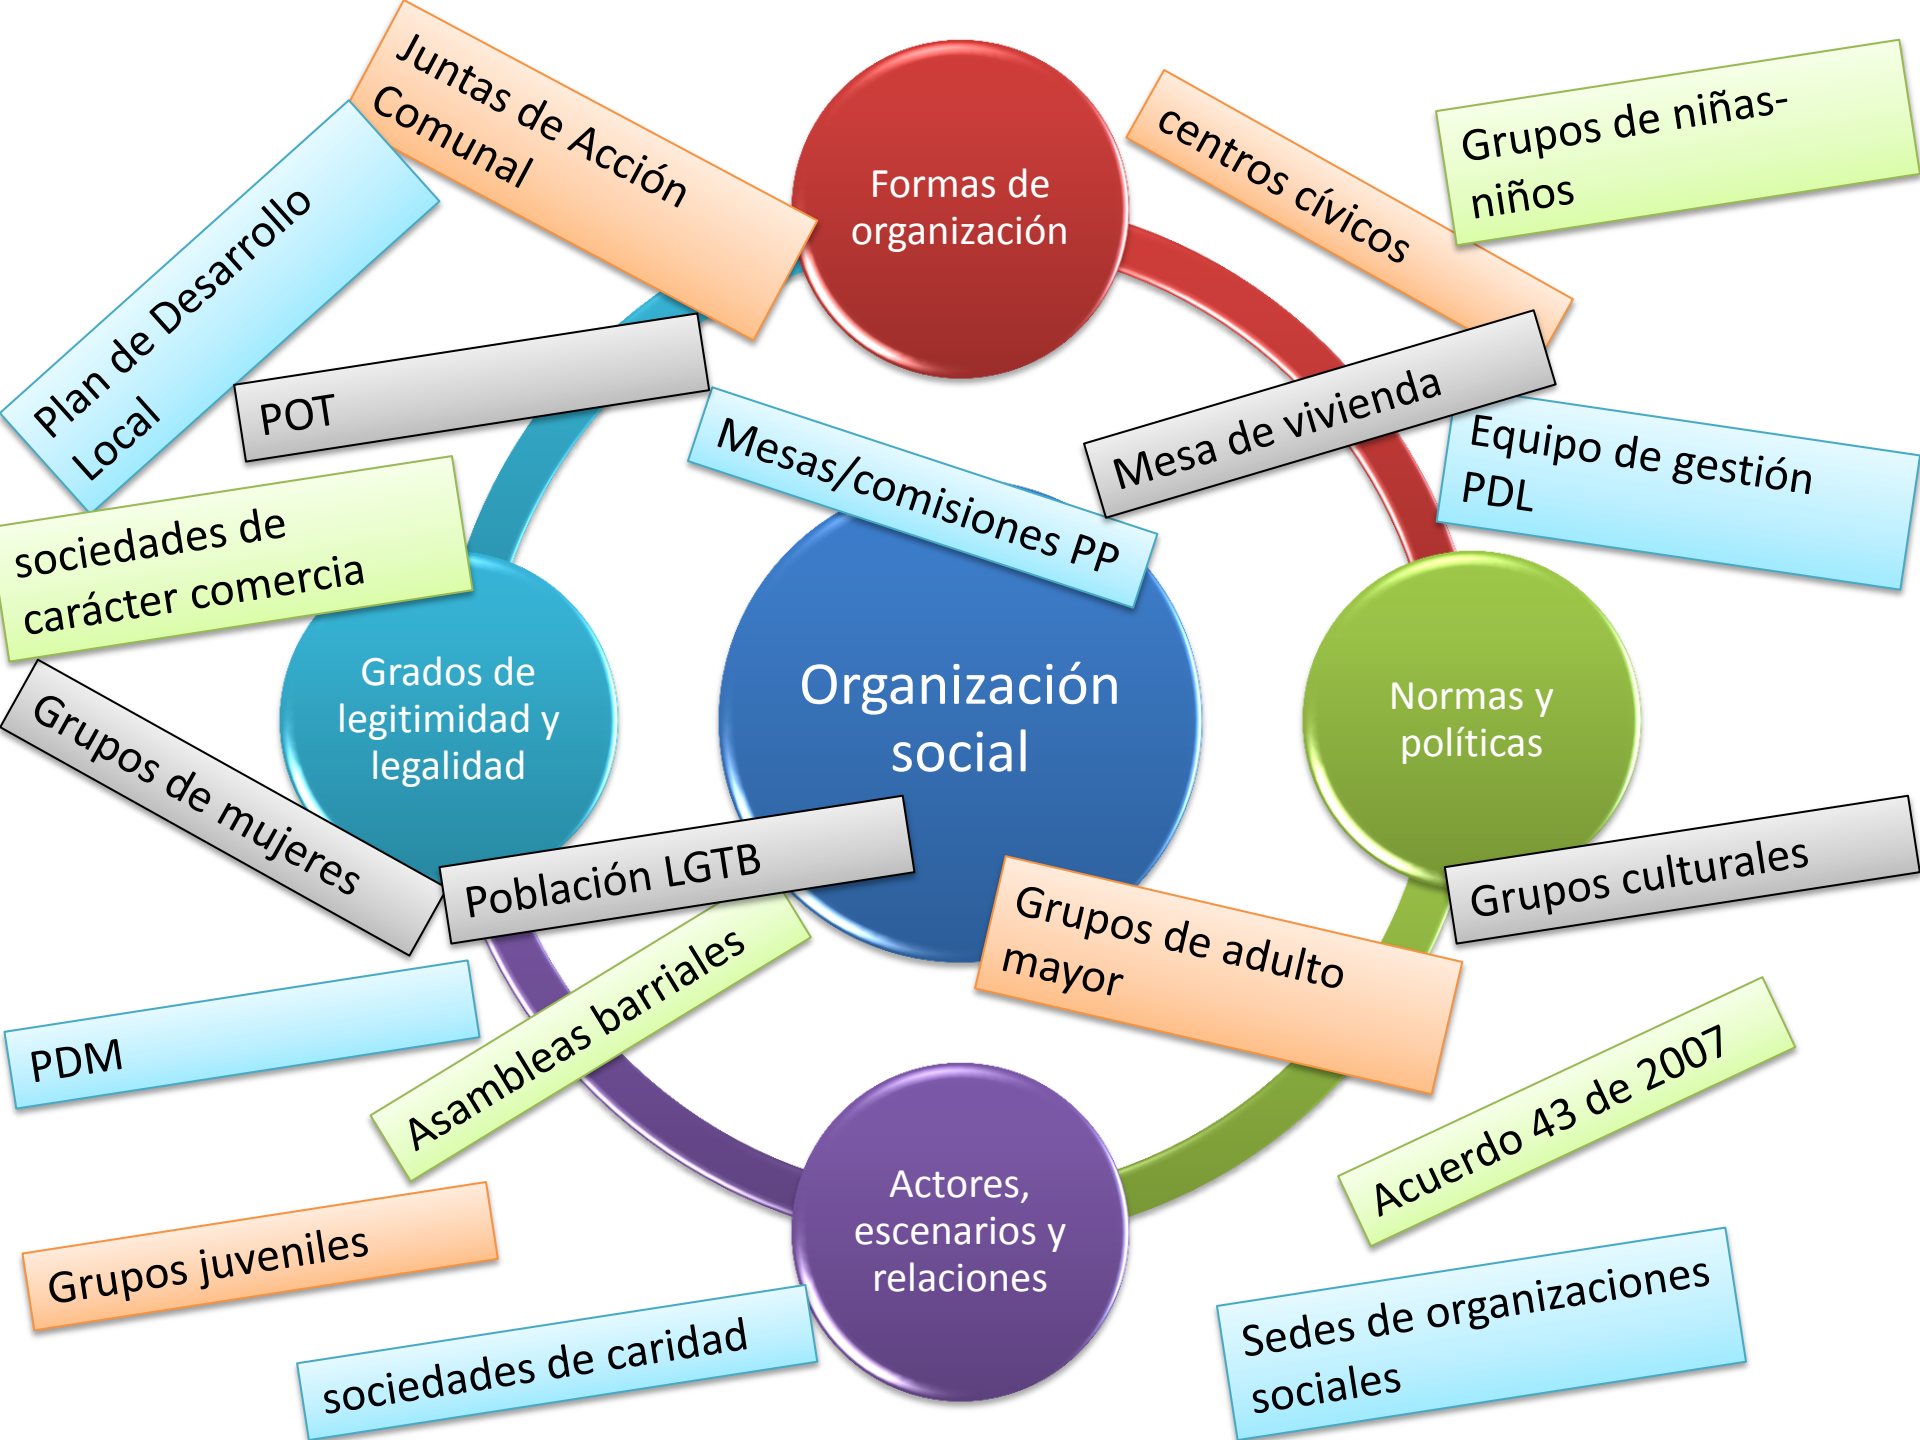 Juntas de Acción
Comunal
Formas de
organización
centros cívicos
Grupos de niñas-
niños
Plan de Desarrollo
Local
POT
Mesas/comisiones PP
Mesa de vivienda
Equipo de gestión
PDL
sociedades de
carácter comercia
Grados de
legitimidad y
legalidad
Organización
social
Normas y
políticas
Grupos de mujeres
Población LGTB
Grupos culturales
Grupos de adulto
mayor
Asambleas barriales
PDM
Acuerdo 43 de 2007
Actores,
escenarios y
relaciones
Grupos juveniles
sociedades de caridad
Sedes de organizaciones
sociales